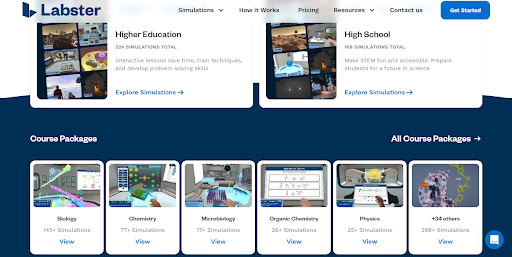 Labster
Simulations How it Works Pricing Resources Contact us Get Started
Higher Education
224 SIMULATIONS TOTAL
Interactive lessons save time, train techniques,
and develop problem solving skills
Explore Simulations →
High School
168 SIMULATIONS TOTAL
Make STEM fun and accessible. Prepare
students for a future in science
Explore Simulations →
Course Packages
All Course Packages →
Biology
145+ Simulations
View
Chemistry
77+ Simulations
View
Microbiology
17+ Simulations
View
Organic Chemistry
26+ Simulations
View
Physics
25+ Simulations
View
+34 others
298+ Simulations
View